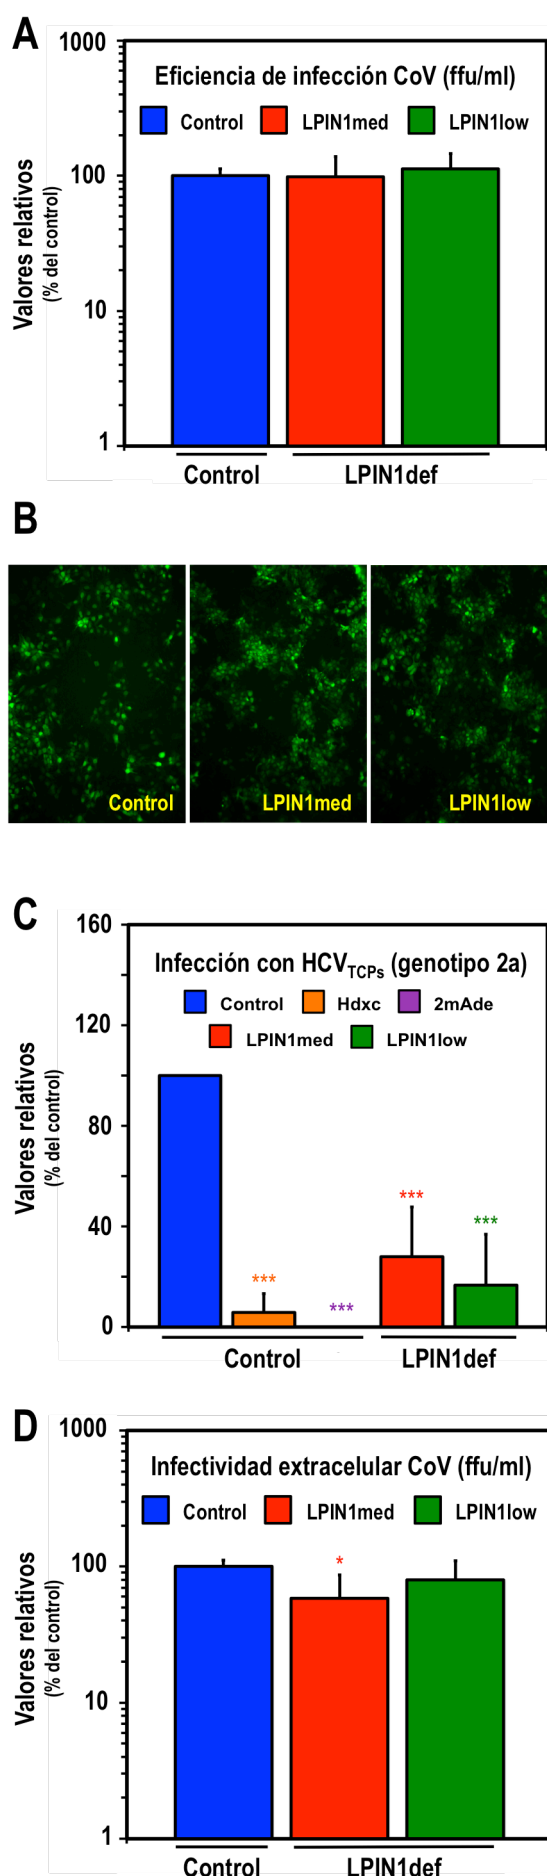 A
1000
Eficiencia de infección CoV (ffu/ml)
Control LPIN1med LPIN1low
100
10
1
Valores relativos
(% del control)
Control LPIN1def
B
Control LPIN1med LPIN1low
C
160
Infección con HCVTCPs (genotipo 2a)
Control Hdxc 2mAde
LPIN1med LPIN1low
120
80
40
0
Valores relativos
(% del control)
*** *** *** ***
Control LPIN1def
D
1000
Infectividad extracelular CoV (ffu/ml)
Control LPIN1med LPIN1low
100
*
10
1
Valores relativos
(% del control)
Control LPIN1def